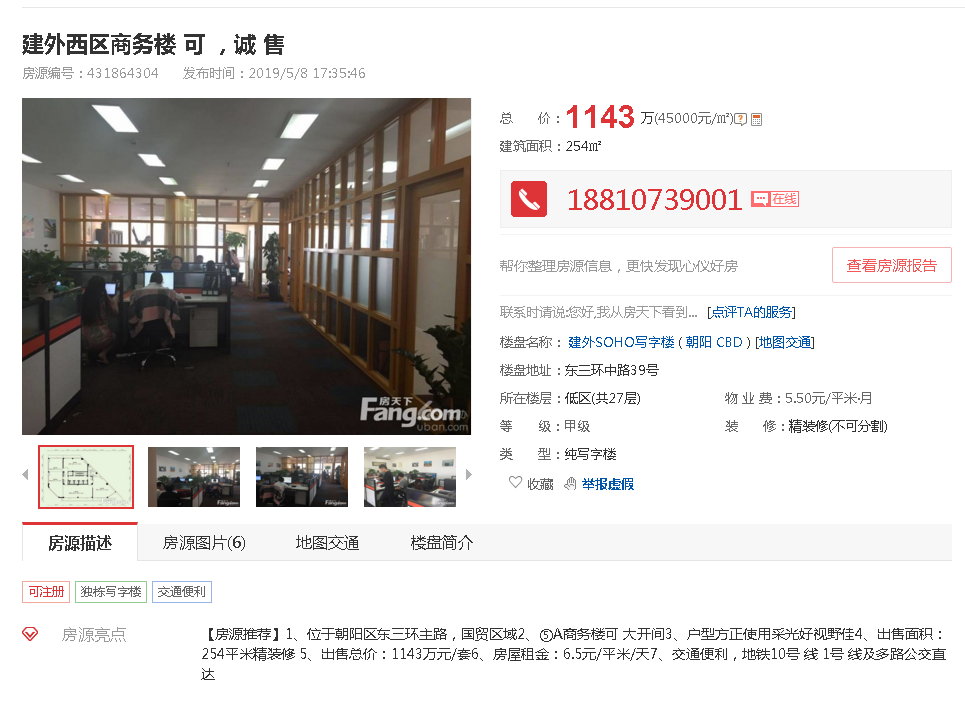 建外西区商务楼 可 ，诚 售
房源编号：431864304 发布时间：2019/5/8 17:35:46
总 价：1143 万(45000元/㎡)
建筑面积：254㎡
18810739001 在线
帮你整理房源信息，更快发现心仪好房 查看房源报告
联系时请说:您好,我从房天下看到... [点评TA的服务]
楼盘名称： 建外SOHO写字楼 ( 朝阳 CBD ) [地图交通]
楼盘地址：东三环中路39号
所在楼层：低区(共27层) 物 业 费：5.50元/平米·月
等 级：甲级 装 修：精装修(不可分割)
类 型：纯写字楼
收藏 举报虚假
房天下
Fang.com
uban.com
房源描述 房源图片(6) 地图交通 楼盘简介
可注册 独栋写字楼 交通便利
房源亮点
【房源推荐】1、位于朝阳区东三环主路，国贸区域2、⑤A商务楼可 大开间3、户型方正使用采光好视野佳4、出售面积：
254平米精装修 5、出售总价：1143万元/套6、房屋租金：6.5元/平米/天7、交通便利，地铁10号 线 1号 线及多路公交直
达